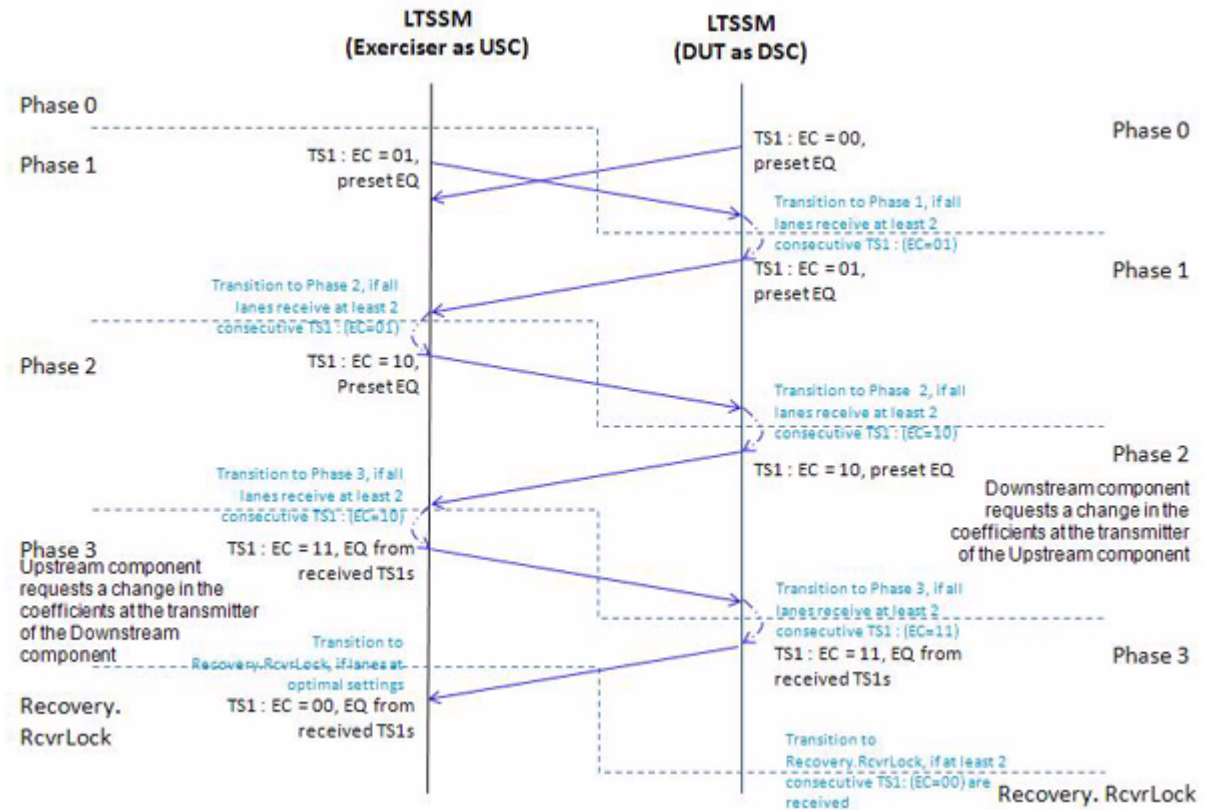 LTSSM
(Exerciser as USC)
LTSSM
(DUT as DSC)
Phase 0
Phase 0
Phase 1
TS1 : EC = 01,
preset EQ
TS1 : EC = 00,
preset EQ
Transition to Phase 1, if all
lanes receive at least 2
consecutive TS1 : (EC=01)
TS1 : EC = 01,
preset EQ
Phase 1
Transition to Phase 2, if all
lanes receive at least 2
consecutive TS1 : (EC=01)
Phase 2
TS1 : EC = 10,
Preset EQ
Transition to Phase 2, if all
lanes receive at least 2
consecutive TS1 : (EC=10)
Phase 2
TS1 : EC = 10, preset EQ
Downstream component
requests a change in the
coefficients at the transmitter
of the Upstream component
Transition to Phase 3, if all
lanes receive at least 2
consecutive TS1 : (EC=10)
Phase 3
Upstream component
requests a change in the
coefficients at the transmitter
of the Downstream
component
TS1 : EC = 11, EQ from
received TS1s
Transition to Phase 3, if all
lanes receive at least 2
consecutive TS1 : (EC=11)
TS1 : EC = 11, EQ from
received TS1s
Phase 3
Transition to
Recovery.RcvrLock, if lanes at
optimal settings
Recovery.
RcvrLock
TS1 : EC = 00, EQ from
received TS1s
Transition to
Recovery.RcvrLock, if at least 2
consecutive TS1: (EC=00) are
received
Recovery. RcvrLock